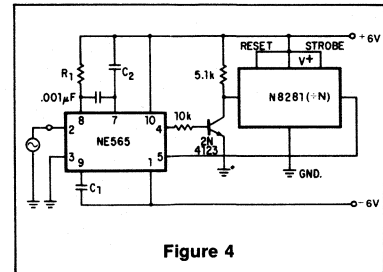 +6V
RESET STROBE
V+
R1
C2
5.1k
.001μF
N8281(÷N)
8 7 10
10k
2 4
NE565
2N
4123
3 5
9 1
GND.
C1
-6V
Figure 4